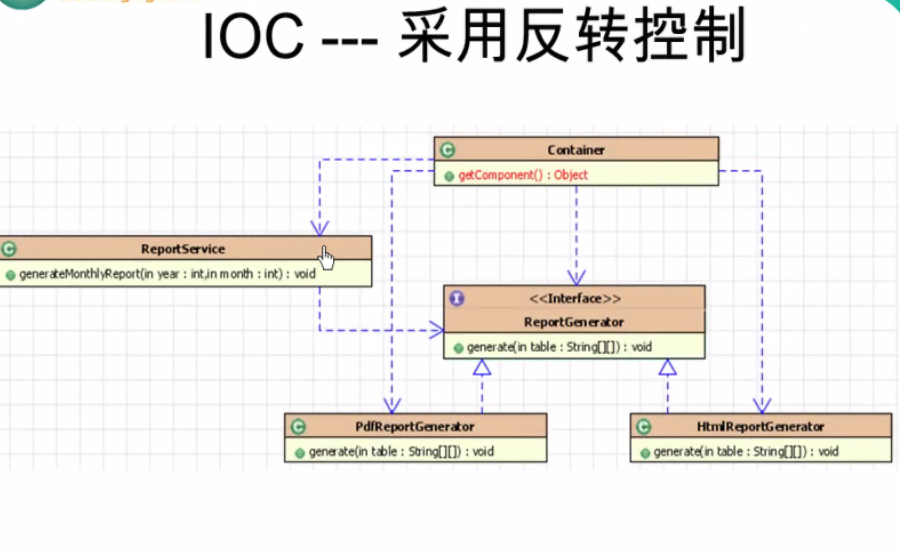 IOC --- 采用反转控制
Container
getComponent() : Object
ReportService
generateMonthlyReport(in year : int,in month : int) : void
<<Interface>>
ReportGenerator
generate(in table : String[][]) : void
PdfReportGenerator
generate(in table : String[][]) : void
HtmlReportGenerator
generate(in table : String[][]) : void